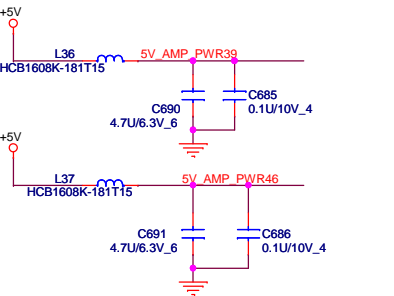 +5V
L36
5V_AMP_PWR39
HCB1608K-181T15
C690
C685
4.7U/6.3V_6
0.1U/10V_4
+5V
L37
5V_AMP_PWR46
HCB1608K-181T15
C691
C686
4.7U/6.3V_6
0.1U/10V_4